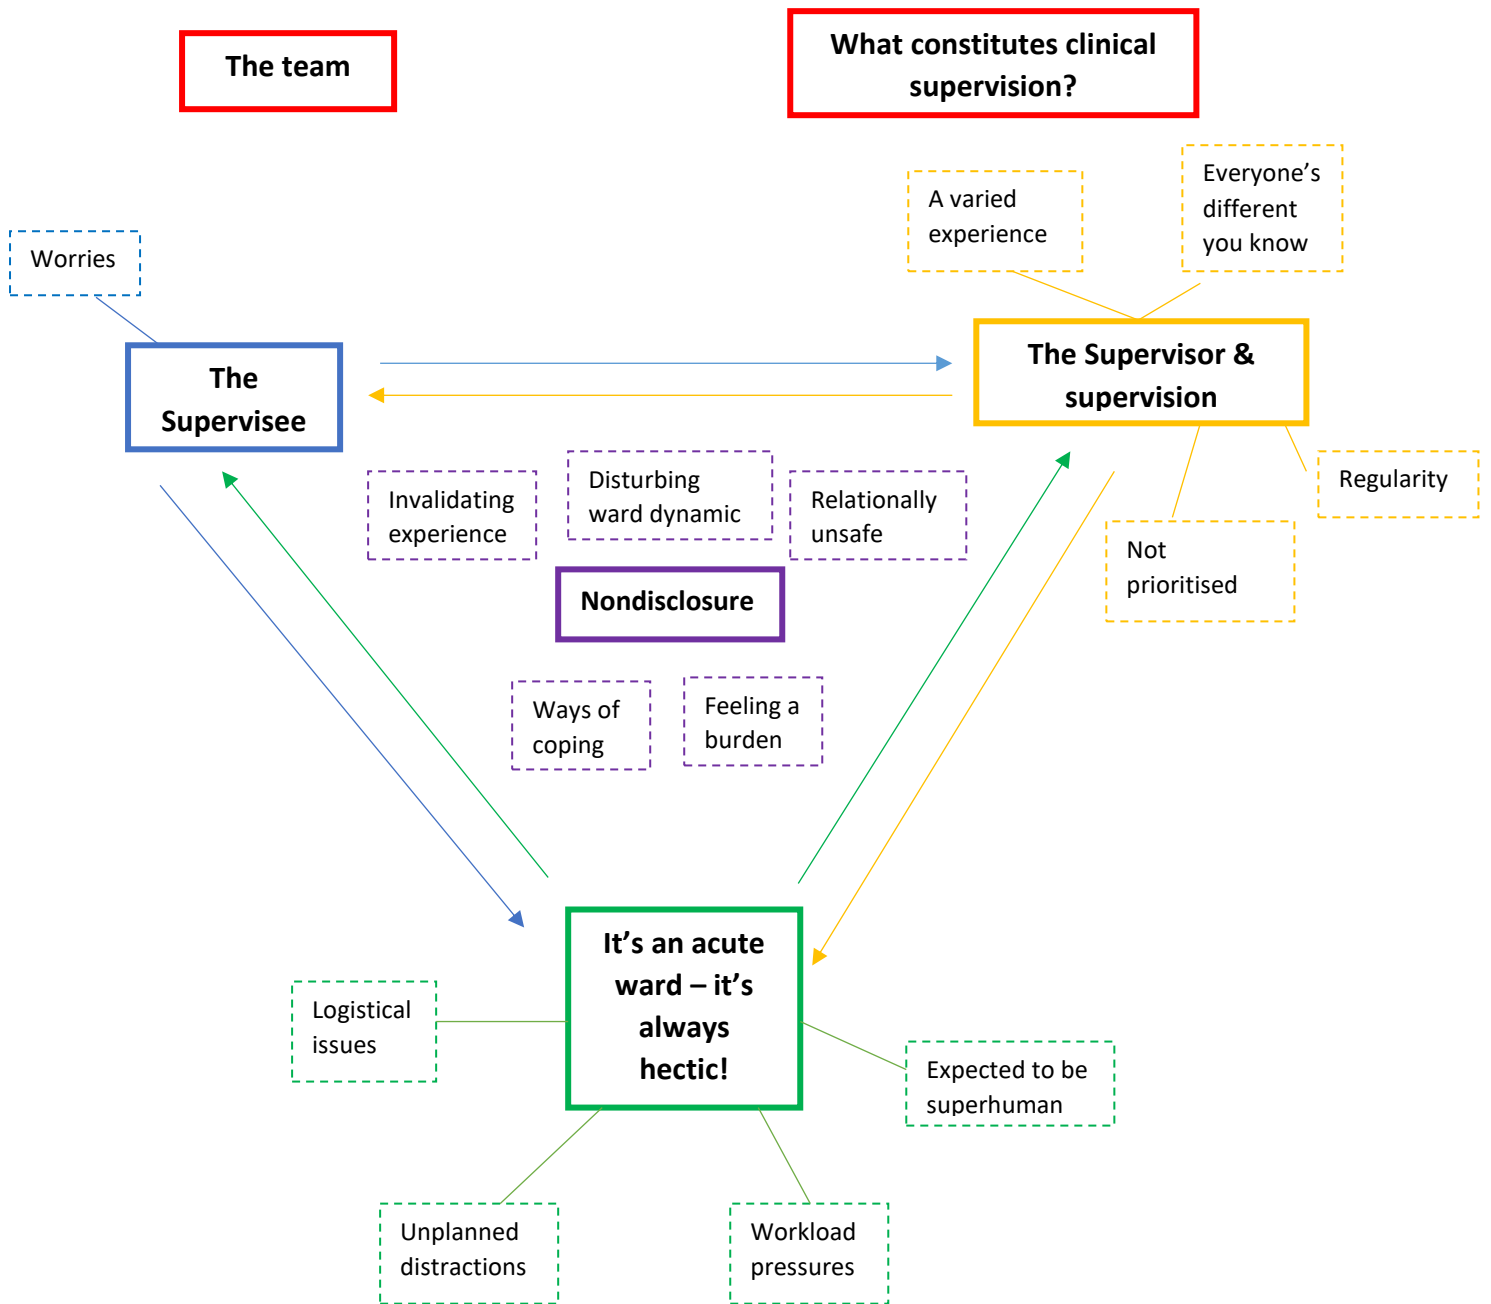 The team
What constitutes clinical
supervision?
A varied
experience
Everyone’s
different
you know
Worries
The
Supervisee
The Supervisor &
supervision
Invalidating
experience
Disturbing
ward dynamic
Relationally
unsafe
Regularity
Not
prioritised
Nondisclosure
Ways of
coping
Feeling a
burden
It’s an acute
ward – it’s
always
hectic!
Logistical
issues
Expected to be
superhuman
Unplanned
distractions
Workload
pressures